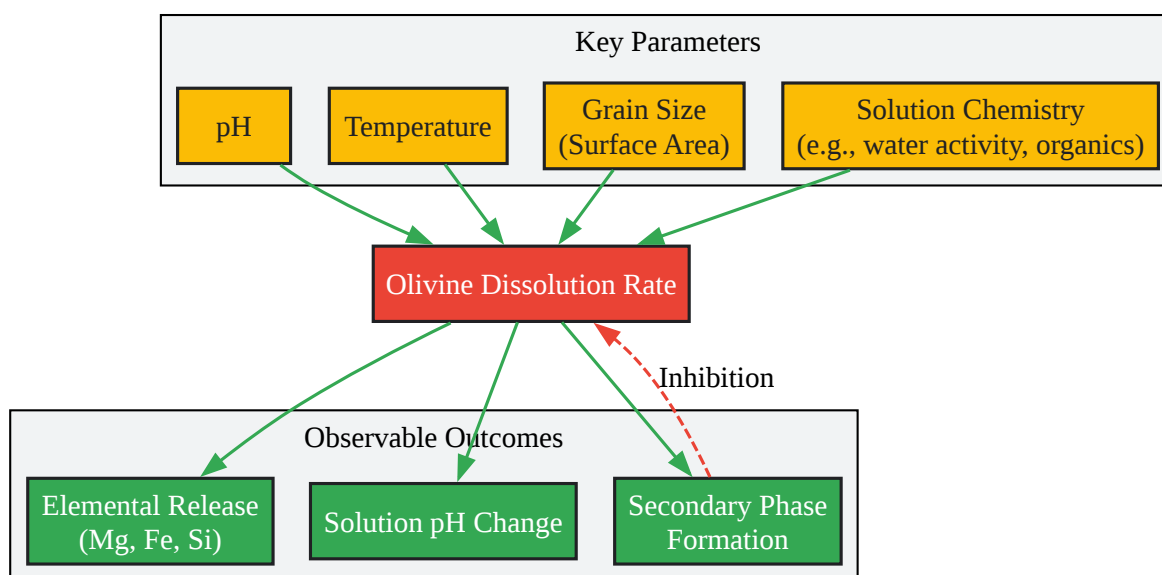 Key Parameters
pH
Temperature
Grain Size
(Surface Area)
Solution Chemistry
(e.g., water activity, organics)
Olivine Dissolution Rate
Inhibition
Observable Outcomes
Elemental Release
(Mg, Fe, Si)
Solution pH Change
Secondary Phase
Formation